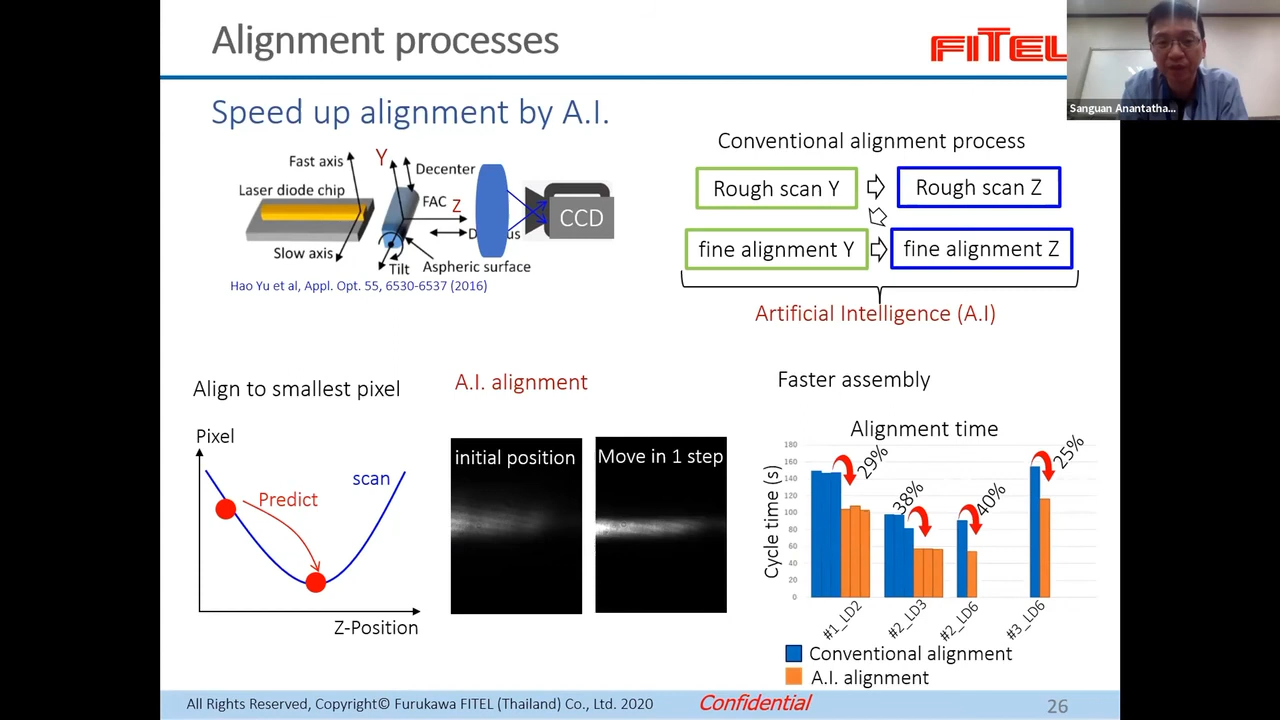 Alignment processes
FITEL
Sanguan Anantatha...
Speed up alignment by A.I.
Fast axis
Y
Decenter
Laser diode chip
FAC
Z
CCD
Slow axis
Tilt
Aspheric surface
Hao Yu et al, Appl. Opt. 55, 6530-6537 (2016)
Conventional alignment process
Rough scan Y
Rough scan Z
fine alignment Y
fine alignment Z
Artificial Intelligence (A.I)
Align to smallest pixel
Pixel
scan
Predict
Z-Position
A.I. alignment
initial position
Move in 1 step
Faster assembly
Alignment time
Cycle time (s)
180
160
140
120
100
80
60
40
20
0
29%
38%
40%
25%
#1_LD2
#2_LD3
#2_LD6
#3_LD6
Conventional alignment
A.I. alignment
All Rights Reserved, Copyright© Furukawa FITEL (Thailand) Co., Ltd. 2020
Confidential
26